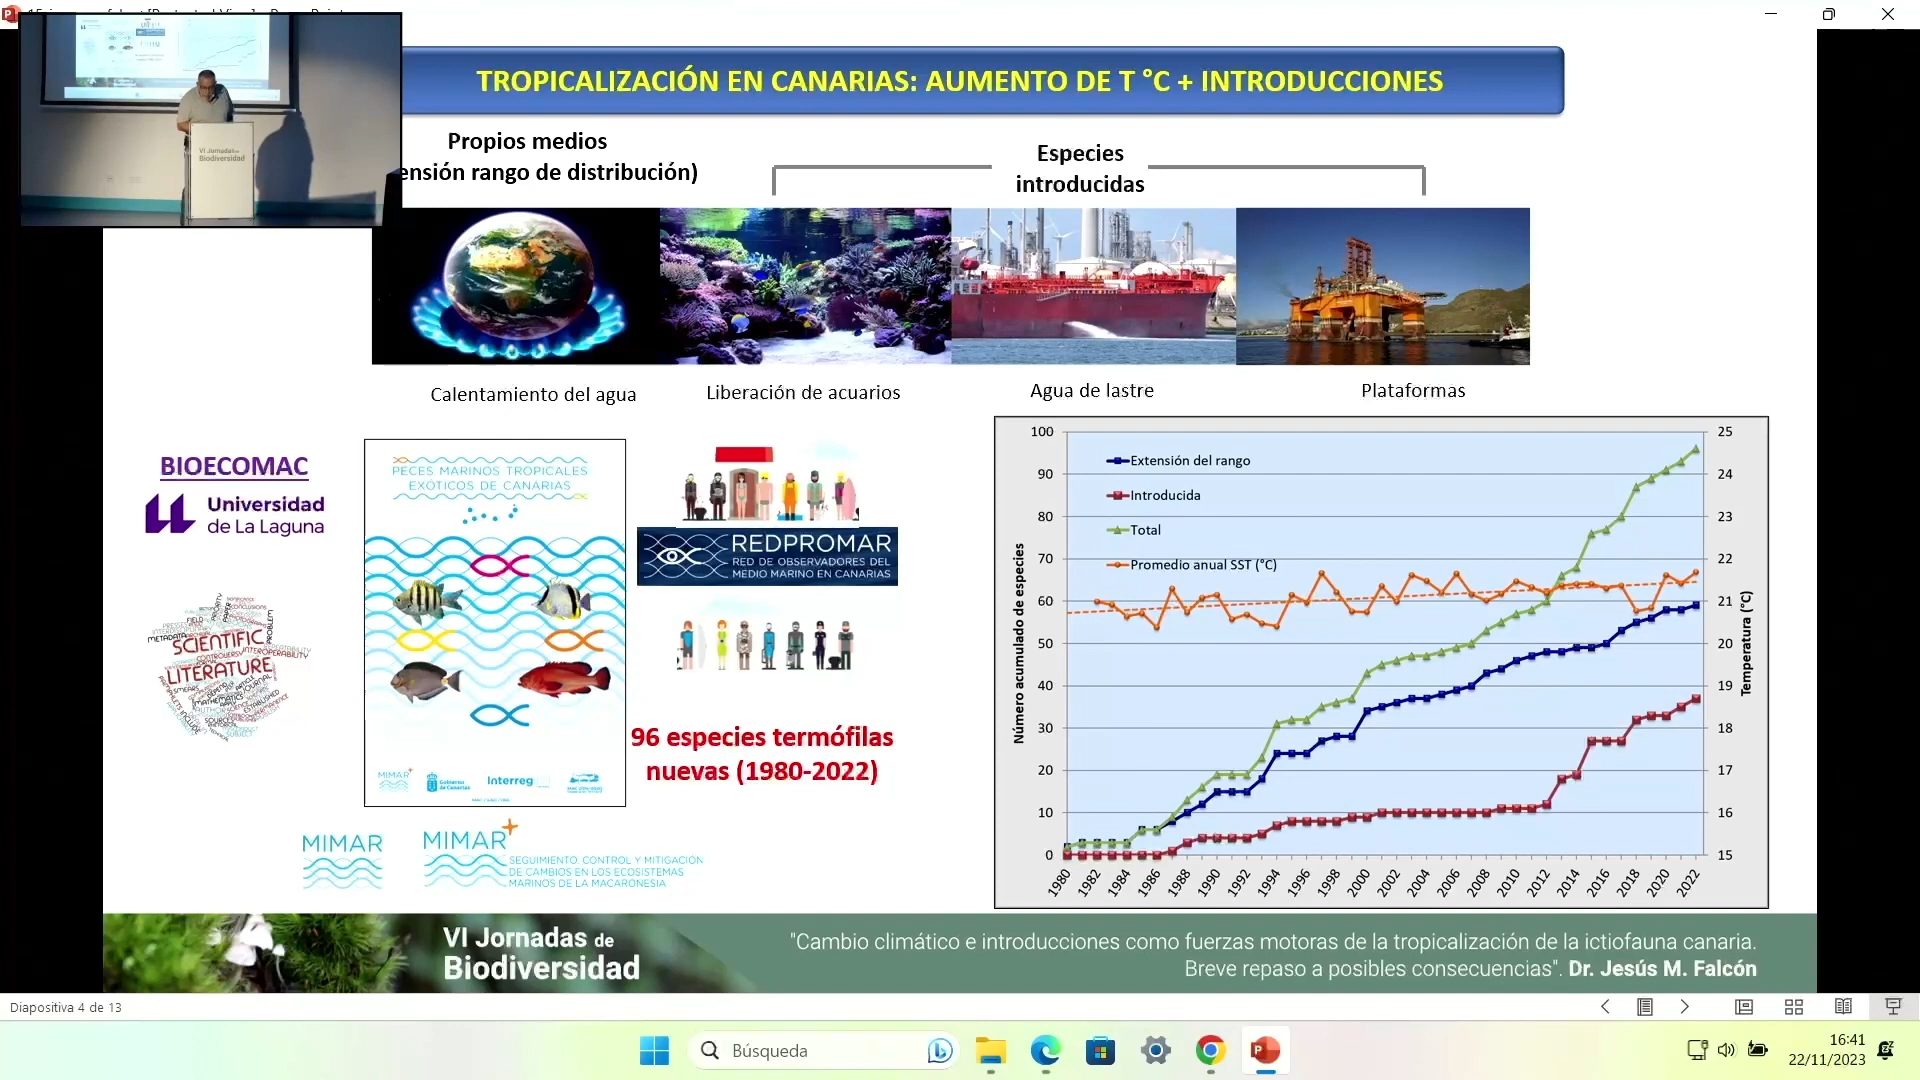 TROPICALIZACIÓN EN CANARIAS: AUMENTO DE T °C + INTRODUCCIONES
VI Jornadas de
Biodiversidad
Propios medios
ensión rango de distribución)
Especies
introducidas
Calentamiento del agua
Liberación de acuarios
Agua de lastre
Plataformas
BIOECOMAC
Universidad
de La Laguna
SCIENTIFIC
LITERATURE
METADATA
INTEROPERABILITY
PROBLEM
PECES MARINOS TROPICALES
EXÓTICOS DE CANARIAS
MIMAR+
Gobierno
de Canarias
Interreg
REDPROMAR
RED DE OBSERVADORES DEL
MEDIO MARINO EN CANARIAS
96 especies termófilas
nuevas (1980-2022)
MIMAR
MIMAR+
SEGUIMIENTO, CONTROL Y MITIGACIÓN
DE CAMBIOS EN LOS ECOSISTEMAS
MARINOS DE LA MACARONESIA
Número acumulado de especies
100
90
80
70
60
50
40
30
20
10
0
Extensión del rango
Introducida
Total
Promedio anual SST (°C)
25
24
23
22
21
20
19
18
17
16
15
Temperatura (°C)
1980 1982 1984 1986 1988 1990 1992 1994 1996 1998 2000 2002 2004 2006 2008 2010 2012 2014 2016 2018 2020 2022
VI Jornadas de
Biodiversidad
"Cambio climático e introducciones como fuerzas motoras de la tropicalización de la ictiofauna canaria.
Breve repaso a posibles consecuencias". Dr. Jesús M. Falcón
Diapositiva 4 de 13
Búsqueda
16:41
22/11/2023